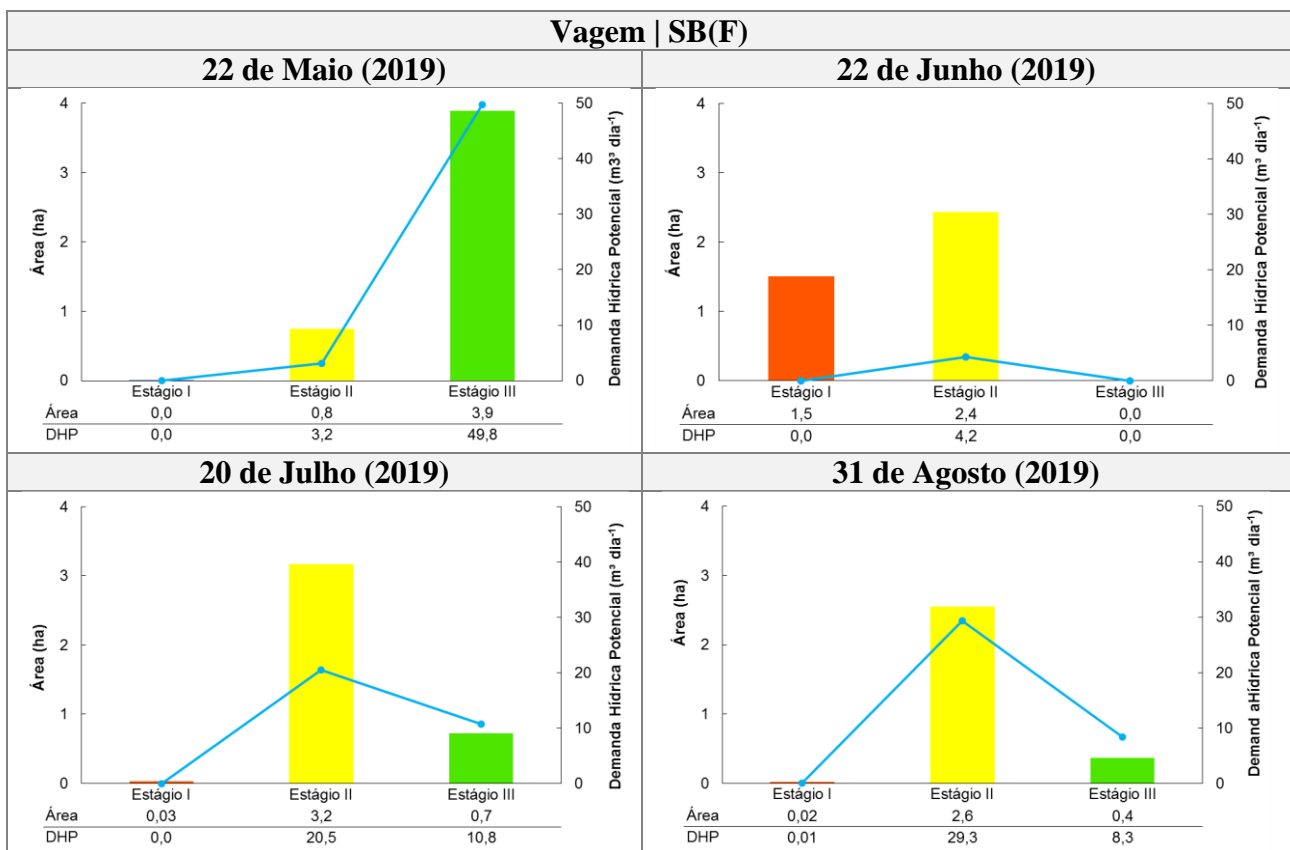 Vagem | SB(F)
22 de Maio (2019)
22 de Junho (2019)
Área (ha)
4
3
2
1
0
50
40
30
20
10
0
Demanda Hídrica Potencial (m3³ dia⁻¹)
Estágio I Estágio II Estágio III
Área 0,0 0,8 3,9
DHP 0,0 3,2 49,8
Área (ha)
4
3
2
1
0
50
40
30
20
10
0
Demanda Hídrica Potencial (m³ dia⁻¹)
Estágio I Estágio II Estágio III
Área 1,5 2,4 0,0
DHP 0,0 4,2 0,0
20 de Julho (2019)
31 de Agosto (2019)
Área (ha)
4
3
2
1
0
50
40
30
20
10
0
Demanda Hídrica Potencial (m³ dia⁻¹)
Estágio I Estágio II Estágio III
Área 0,03 3,2 0,7
DHP 0,0 20,5 10,8
Área (ha)
4
3
2
1
0
50
40
30
20
10
0
Demand aHídrica Potencial (m³ dia⁻¹)
Estágio I Estágio II Estágio III
Área 0,02 2,6 0,4
DHP 0,01 29,3 8,3